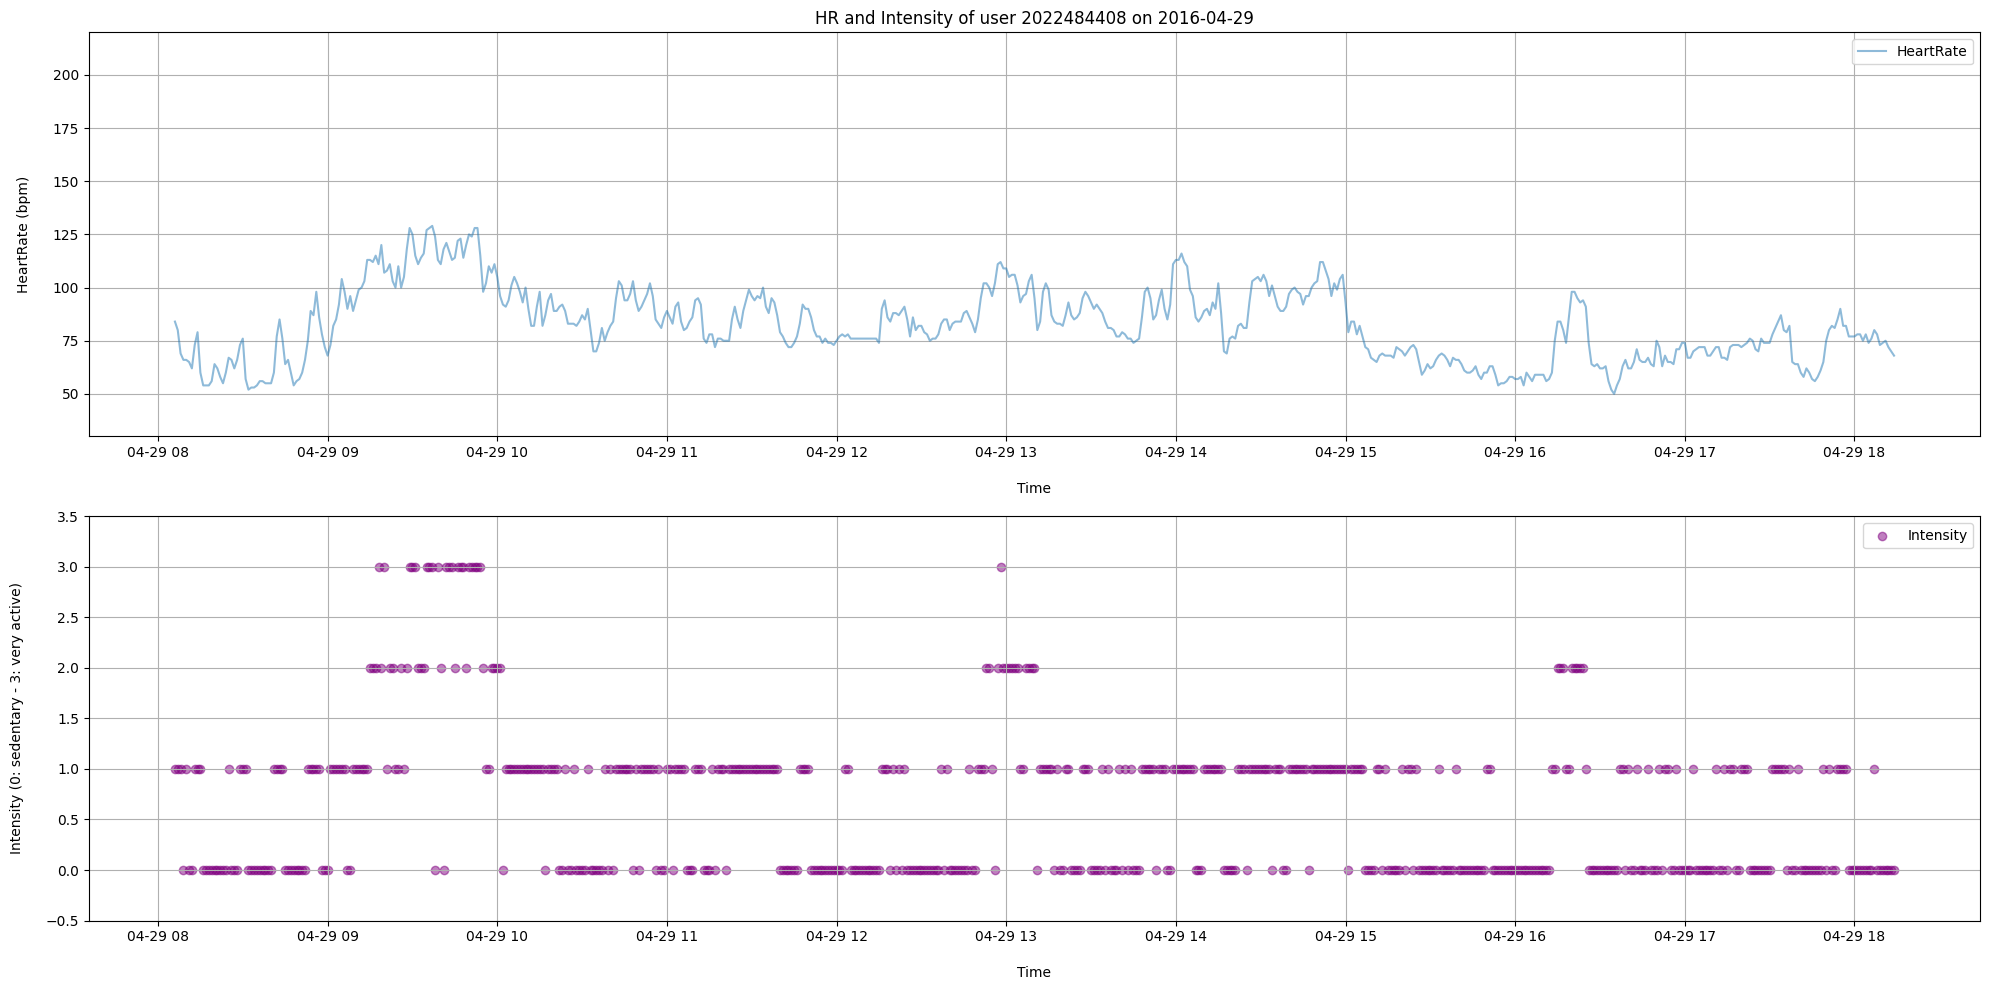 HR and Intensity of user 2022484408 on 2016-04-29
HeartRate
200
175
150
125
100
75
50
HeartRate (bpm)
04-29 08 04-29 09 04-29 10 04-29 11 04-29 12 04-29 13 04-29 14 04-29 15 04-29 16 04-29 17 04-29 18
Time
Intensity
3.5
3.0
2.5
2.0
1.5
1.0
0.5
0.0
−0.5
Intensity (0: sedentary - 3: very active)
04-29 08 04-29 09 04-29 10 04-29 11 04-29 12 04-29 13 04-29 14 04-29 15 04-29 16 04-29 17 04-29 18
Time